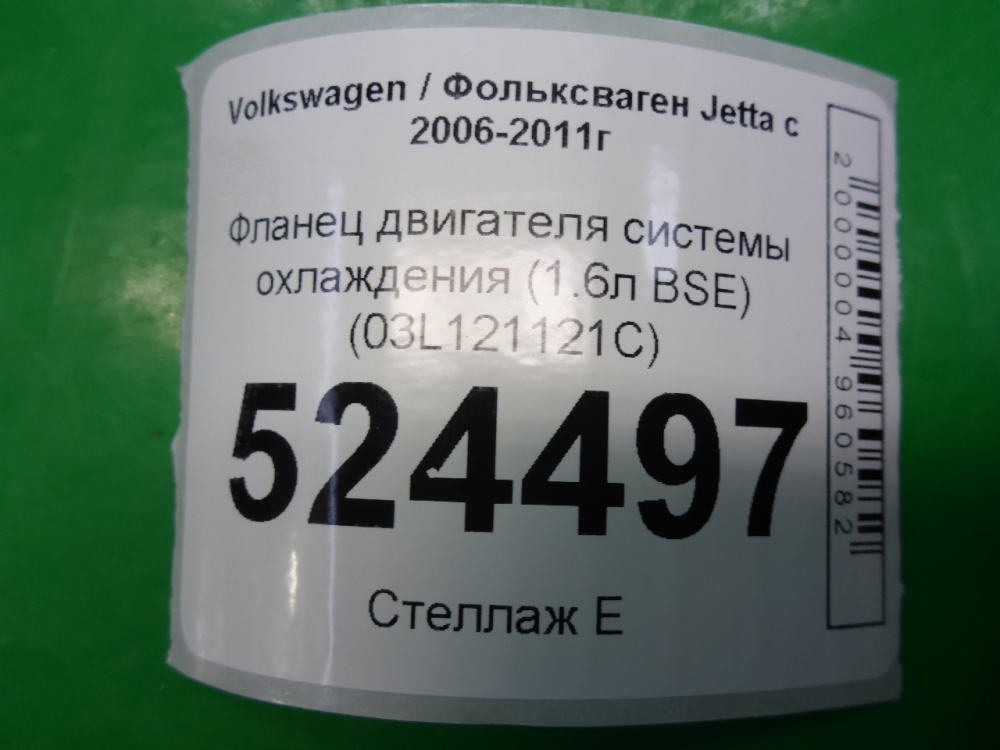 Volkswagen / Фольксваген Jetta с
2006-2011г
Фланец двигателя системы
охлаждения (1.6л BSE)
(03L121121C)
524497
Стеллаж Е
2000004960582